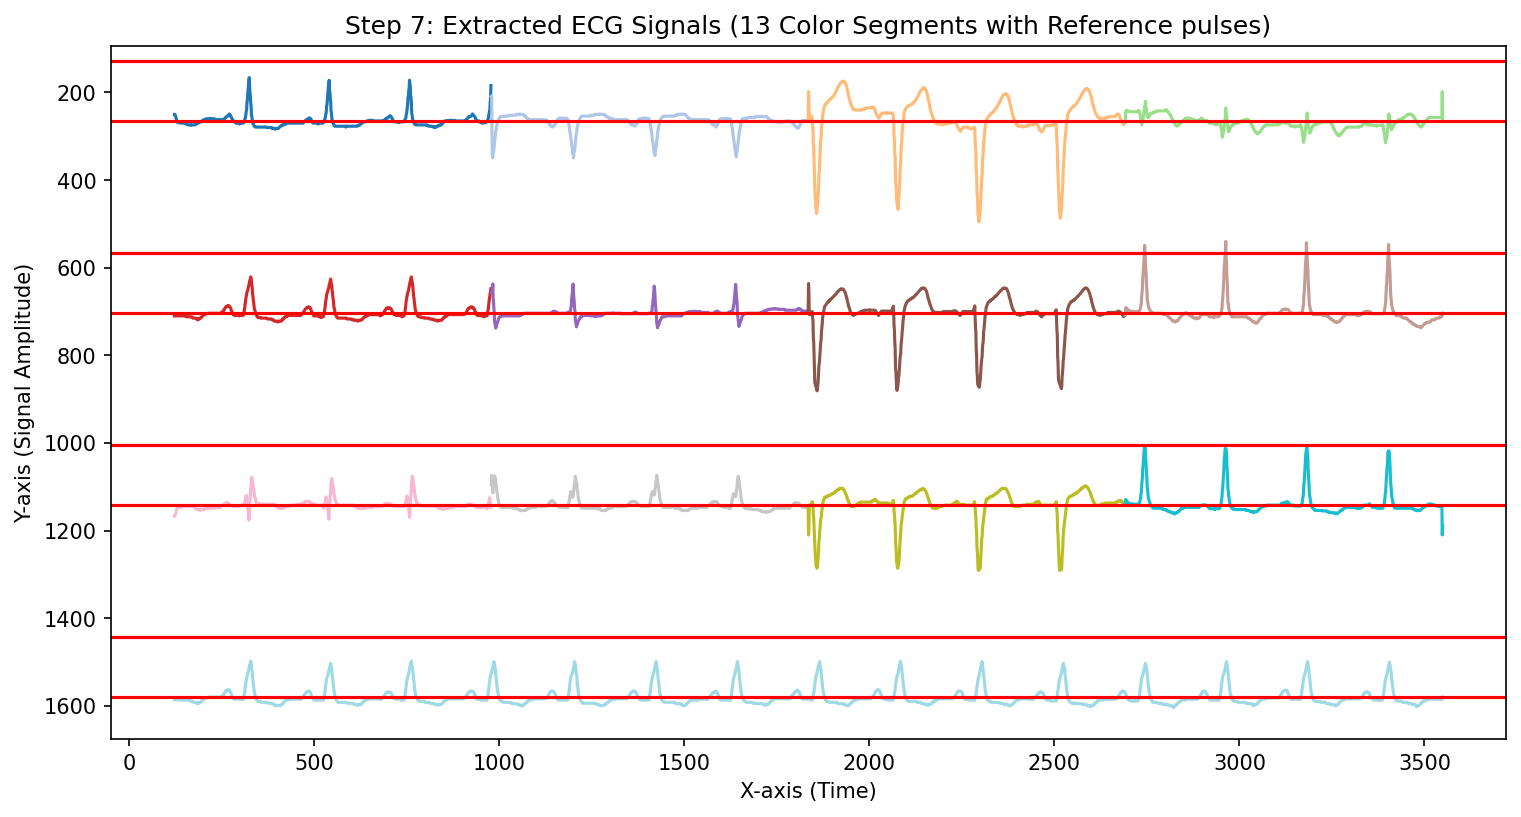 Step 7: Extracted ECG Signals (13 Color Segments with Reference pulses)
Y-axis (Signal Amplitude)
200
400
600
800
1000
1200
1400
1600
0 500 1000 1500 2000 2500 3000 3500
X-axis (Time)